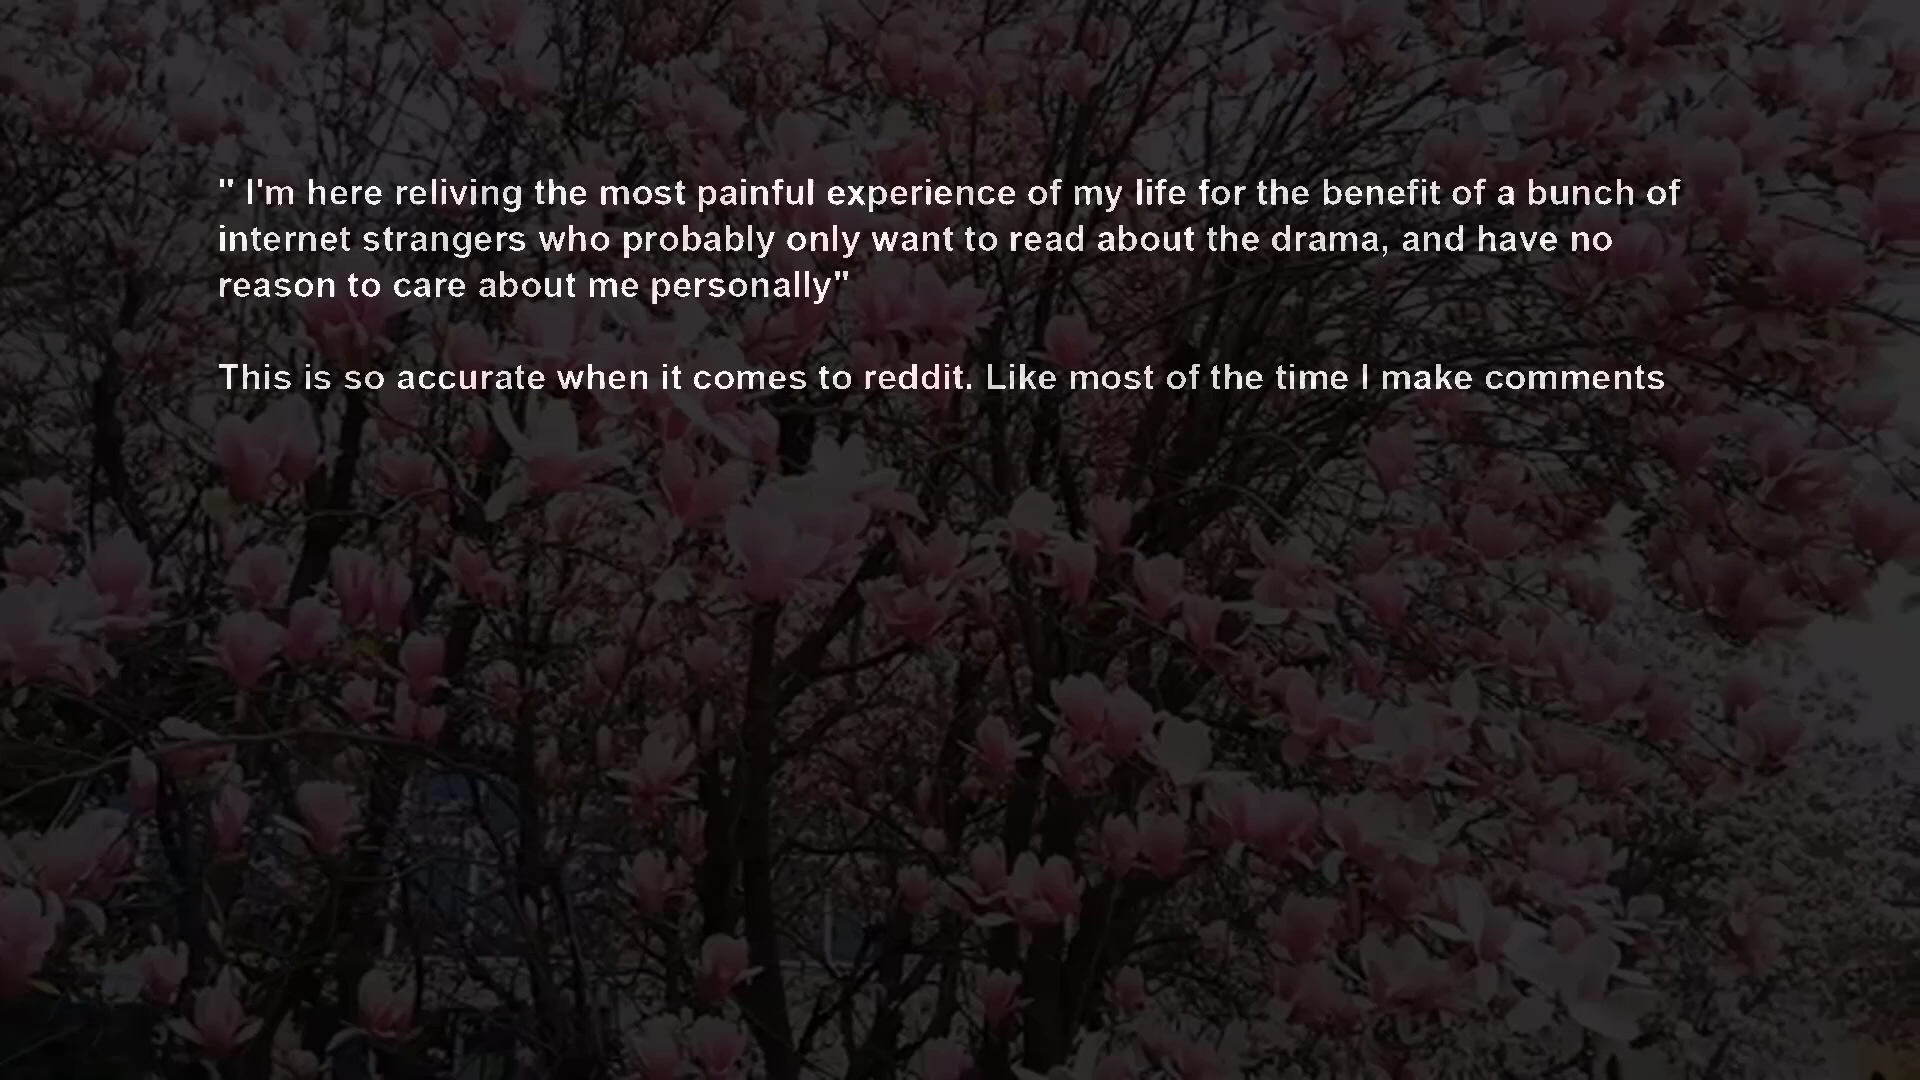 " I'm here reliving the most painful experience of my life for the benefit of a bunch of
internet strangers who probably only want to read about the drama, and have no
reason to care about me personally"
This is so accurate when it comes to reddit. Like most of the time I make comments